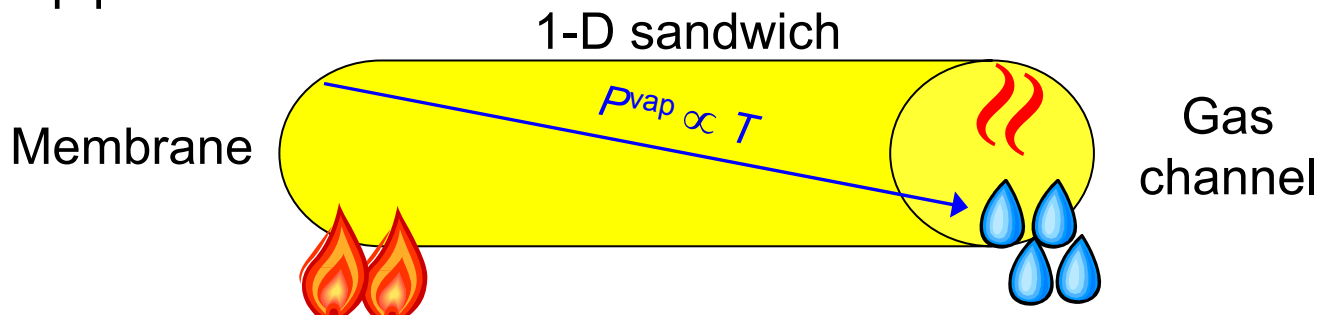 1-D sandwich
Pvap ∝ T
Membrane
Gas
channel